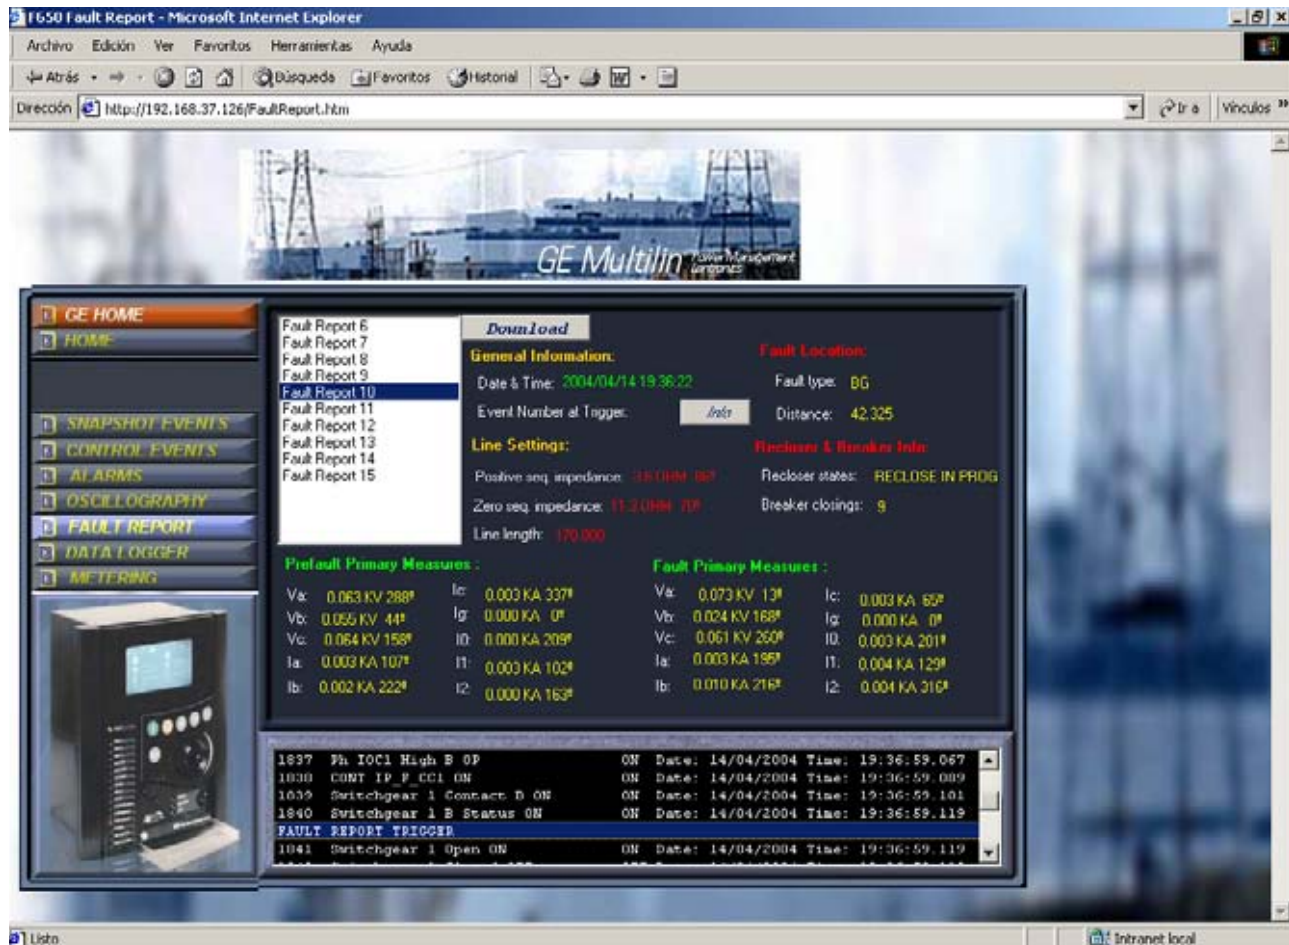 F650 Fault Report - Microsoft Internet Explorer
Archivo Edición Ver Favoritos Herramientas Ayuda
Atrás Búsqueda Favoritos Historial
Dirección http://192.168.37.126/FaultReport.htm Ir a Vínculos
GE Multilin Power Management
GE HOME
HOME
SNAPSHOT EVENTS
CONTROL EVENTS
ALARMS
OSCILLOGRAPHY
FAULT REPORT
DATA LOGGER
METERING
Fault Report 6
Fault Report 7
Fault Report 8
Fault Report 9
Fault Report 10
Fault Report 11
Fault Report 12
Fault Report 13
Fault Report 14
Fault Report 15
Download
General Information:
Date & Time: 2004/04/14 19:36:22
Event Number at Trigger: Info
Line Settings:
Positive seq. impedance:
Zero seq. impedance: 11.2 OHM 70º
Line length: 170.000
Fault Location:
Fault type: BG
Distance: 42.325
Recloser & Breaker Info:
Recloser states: RECLOSE IN PROG
Breaker closings: 9
Prefault Primary Measures :
Va: 0.063 KV 288º Ic: 0.003 KA 337º
Vb: 0.055 KV 44º Ig: 0.000 KA 0º
Vc: 0.064 KV 158º I0: 0.000 KA 209º
Ia: 0.003 KA 107º I1: 0.003 KA 102º
Ib: 0.002 KA 222º I2: 0.000 KA 163º
Fault Primary Measures :
Va: 0.073 KV 13º Ic: 0.003 KA 65º
Vb: 0.024 KV 168º Ig: 0.000 KA 0º
Vc: 0.061 KV 260º I0: 0.003 KA 201º
Ia: 0.003 KA 195º I1: 0.004 KA 129º
Ib: 0.010 KA 216º I2: 0.004 KA 316º
1837 Ph IOC1 High B OP ON Date: 14/04/2004 Time: 19:36:59.067
1838 CONT IP_F_CC1 ON ON Date: 14/04/2004 Time: 19:36:59.089
1839 Switchgear 1 Contact B ON ON Date: 14/04/2004 Time: 19:36:59.101
1840 Switchgear 1 B Status ON ON Date: 14/04/2004 Time: 19:36:59.119
FAULT REPORT TRIGGER
1841 Switchgear 1 Open ON ON Date: 14/04/2004 Time: 19:36:59.119
Listo Intranet local